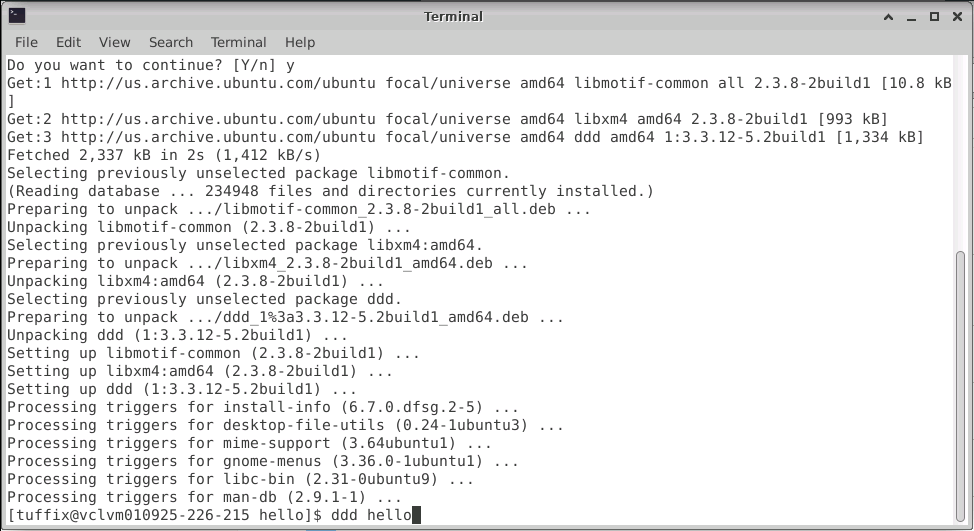 Terminal
File Edit View Search Terminal Help
Do you want to continue? [Y/n] y
Get:1 http://us.archive.ubuntu.com/ubuntu focal/universe amd64 libmotif-common all 2.3.8-2build1 [10.8 kB
]
Get:2 http://us.archive.ubuntu.com/ubuntu focal/universe amd64 libxm4 amd64 2.3.8-2build1 [993 kB]
Get:3 http://us.archive.ubuntu.com/ubuntu focal/universe amd64 ddd amd64 1:3.3.12-5.2build1 [1,334 kB]
Fetched 2,337 kB in 2s (1,412 kB/s)
Selecting previously unselected package libmotif-common.
(Reading database ... 234948 files and directories currently installed.)
Preparing to unpack .../libmotif-common_2.3.8-2build1_all.deb ...
Unpacking libmotif-common (2.3.8-2build1) ...
Selecting previously unselected package libxm4:amd64.
Preparing to unpack .../libxm4_2.3.8-2build1_amd64.deb ...
Unpacking libxm4:amd64 (2.3.8-2build1) ...
Selecting previously unselected package ddd.
Preparing to unpack .../ddd_1%3a3.3.12-5.2build1_amd64.deb ...
Unpacking ddd (1:3.3.12-5.2build1) ...
Setting up libmotif-common (2.3.8-2build1) ...
Setting up libxm4:amd64 (2.3.8-2build1) ...
Setting up ddd (1:3.3.12-5.2build1) ...
Processing triggers for install-info (6.7.0.dfsg.2-5) ...
Processing triggers for desktop-file-utils (0.24-1ubuntu3) ...
Processing triggers for mime-support (3.64ubuntu1) ...
Processing triggers for gnome-menus (3.36.0-1ubuntu1) ...
Processing triggers for libc-bin (2.31-0ubuntu9) ...
Processing triggers for man-db (2.9.1-1) ...
[tuffix@vclvm010925-226-215 hello]$ ddd hello